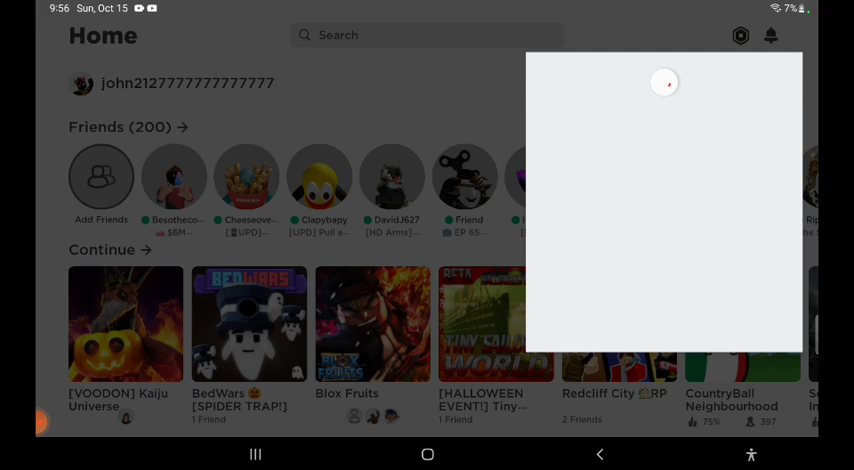 9:56 Sun, Oct 15
7%
Home
Search
john2127777777777777
Friends (200) →
Add Friends
Besotheco...
🚗 $6M...
Cheeseove...
[UPD]...
Clapybapy
[UPD] Pull a...
DavidJ627
[HD Arms]...
Friend
EP 65...
Continue →
BEDWARS
BLOX FRUITS
BETA
[VOODON] Kaiju
Universe
BedWars 🎃
[SPIDER TRAP!]
1 Friend
Blox Fruits
[HALLOWEEN
EVENT!] Tiny...
1 Friend
Redcliff City RP
2 Friends
CountryBall
Neighbourhood
75% 397